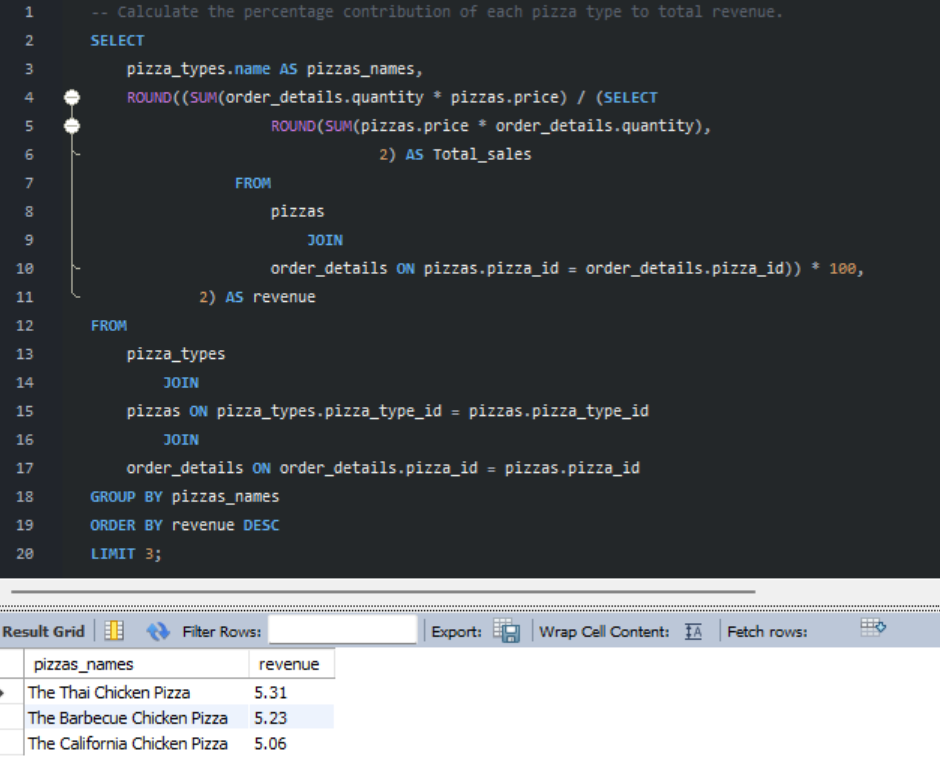 1 -- Calculate the percentage contribution of each pizza type to total revenue.
2 SELECT
3 pizza_types.name AS pizzas_names,
4 ROUND((SUM(order_details.quantity * pizzas.price) / (SELECT
5 ROUND(SUM(pizzas.price * order_details.quantity),
6 2) AS Total_sales
7 FROM
8 pizzas
9 JOIN
10 order_details ON pizzas.pizza_id = order_details.pizza_id)) * 100,
11 2) AS revenue
12 FROM
13 pizza_types
14 JOIN
15 pizzas ON pizza_types.pizza_type_id = pizzas.pizza_type_id
16 JOIN
17 order_details ON order_details.pizza_id = pizzas.pizza_id
18 GROUP BY pizzas_names
19 ORDER BY revenue DESC
20 LIMIT 3;
Result Grid Filter Rows: Export: Wrap Cell Content: IA Fetch rows:
pizzas_names revenue
The Thai Chicken Pizza 5.31
The Barbecue Chicken Pizza 5.23
The California Chicken Pizza 5.06